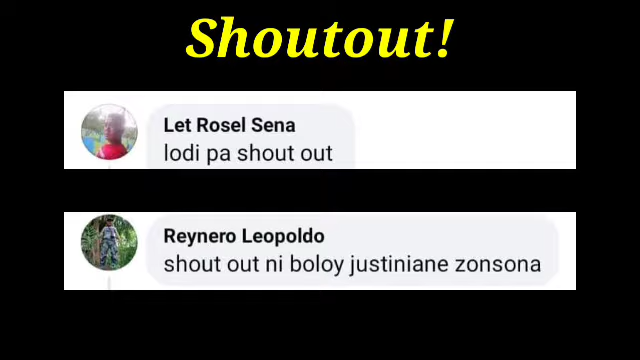 Shoutout!
Let Rosel Sena
lodi pa shout out
Reynero Leopoldo
shout out ni boloy justiniane zonsona